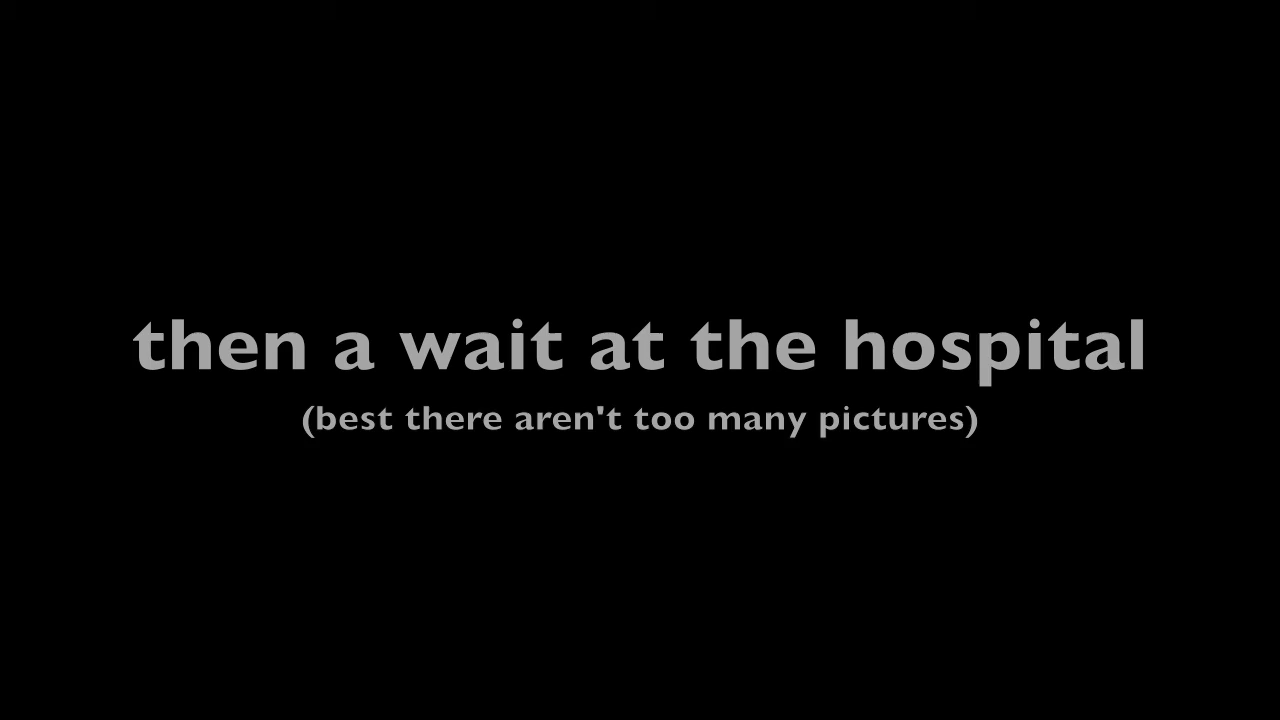 then a wait at the hospital
(best there aren't too many pictures)